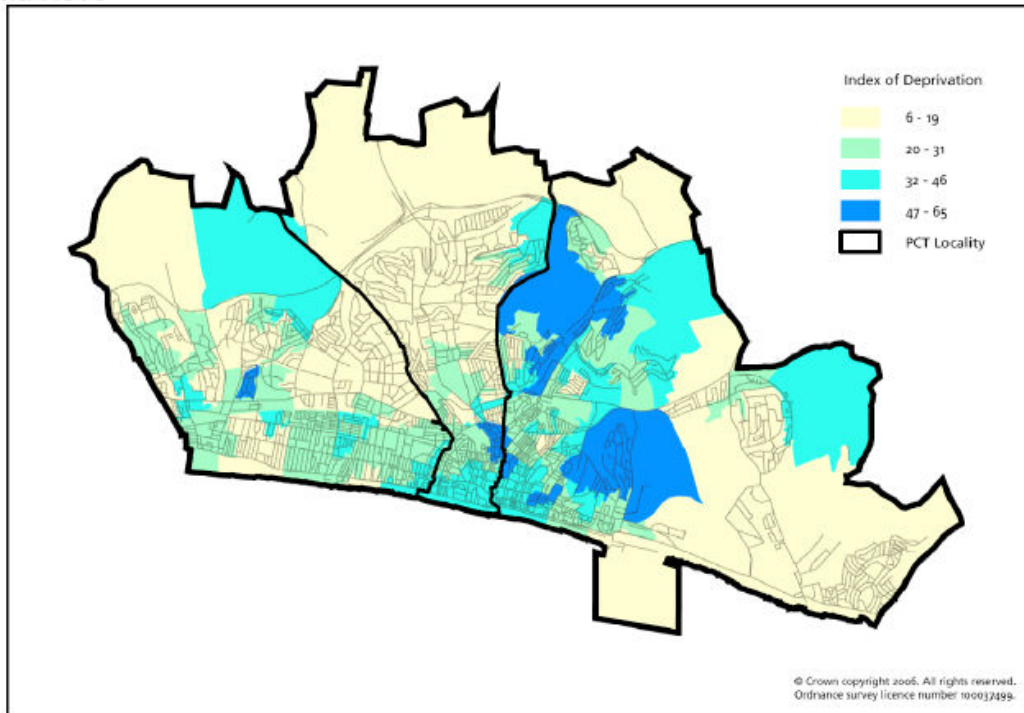 Index of Deprivation
6 - 19
20 - 31
32 - 46
47 - 65
PCT Locality
© Crown copyright 2006. All rights reserved.
Ordnance survey licence number 100037499.